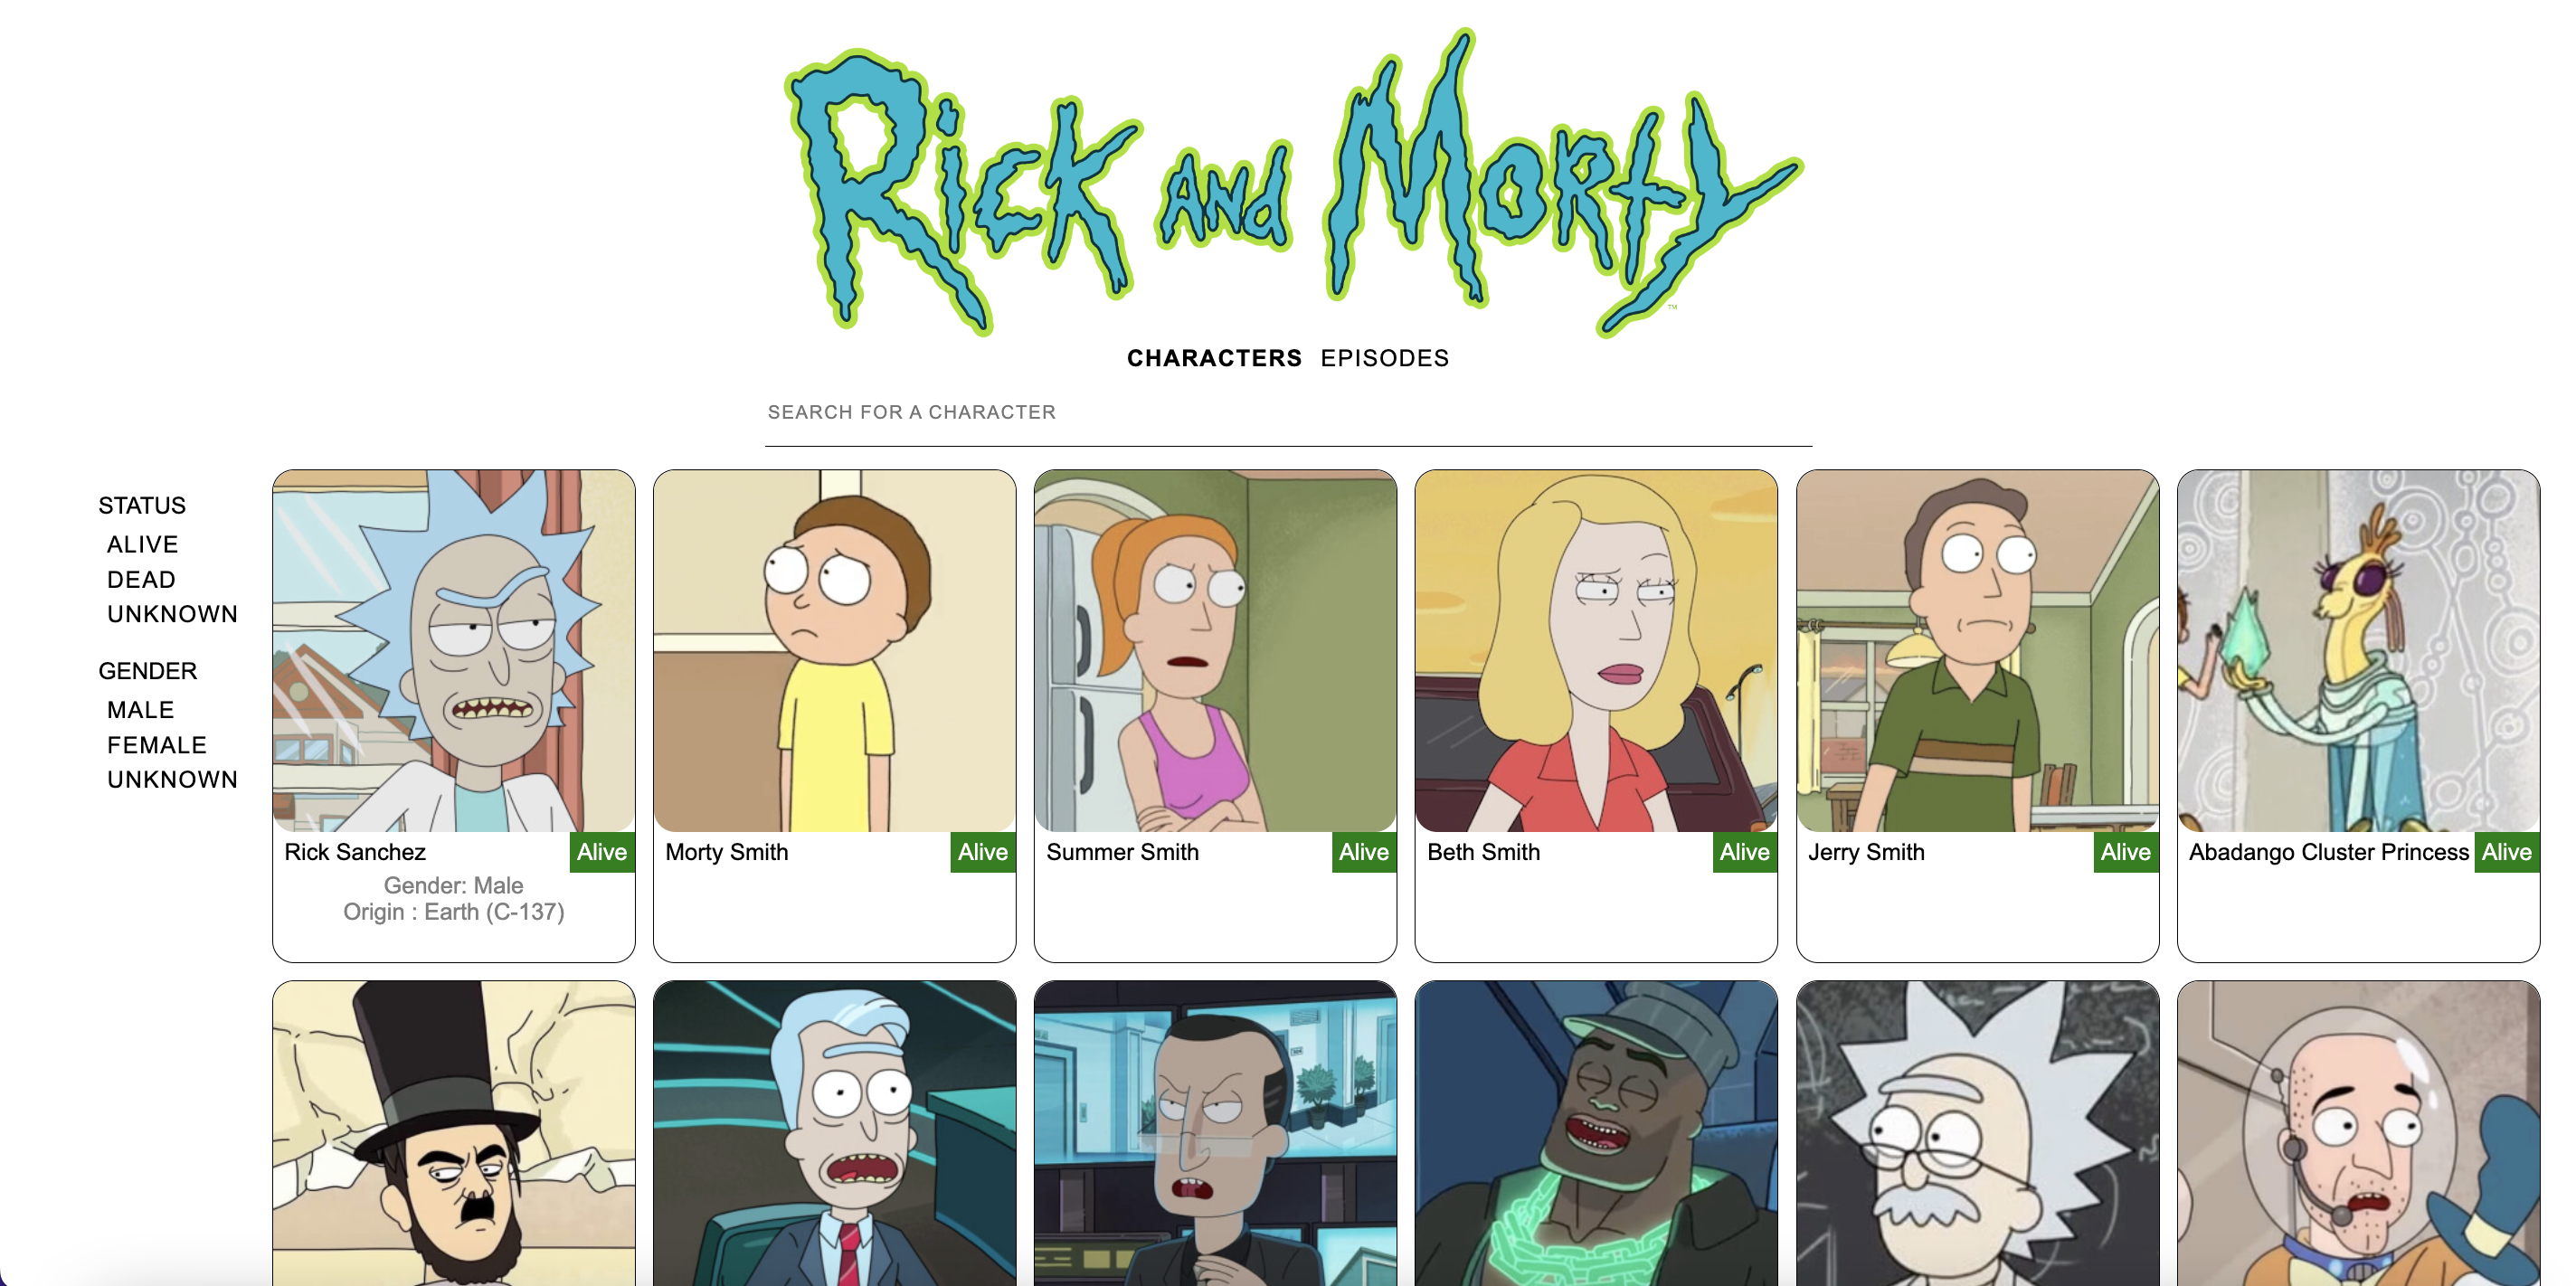 Rick and Morty
™
CHARACTERS EPISODES
SEARCH FOR A CHARACTER
STATUS
ALIVE
DEAD
UNKNOWN
GENDER
MALE
FEMALE
UNKNOWN
Rick Sanchez Alive
Gender: Male
Origin : Earth (C-137)
Morty Smith Alive
Summer Smith Alive
Beth Smith Alive
Jerry Smith Alive
Abadango Cluster Princess Alive